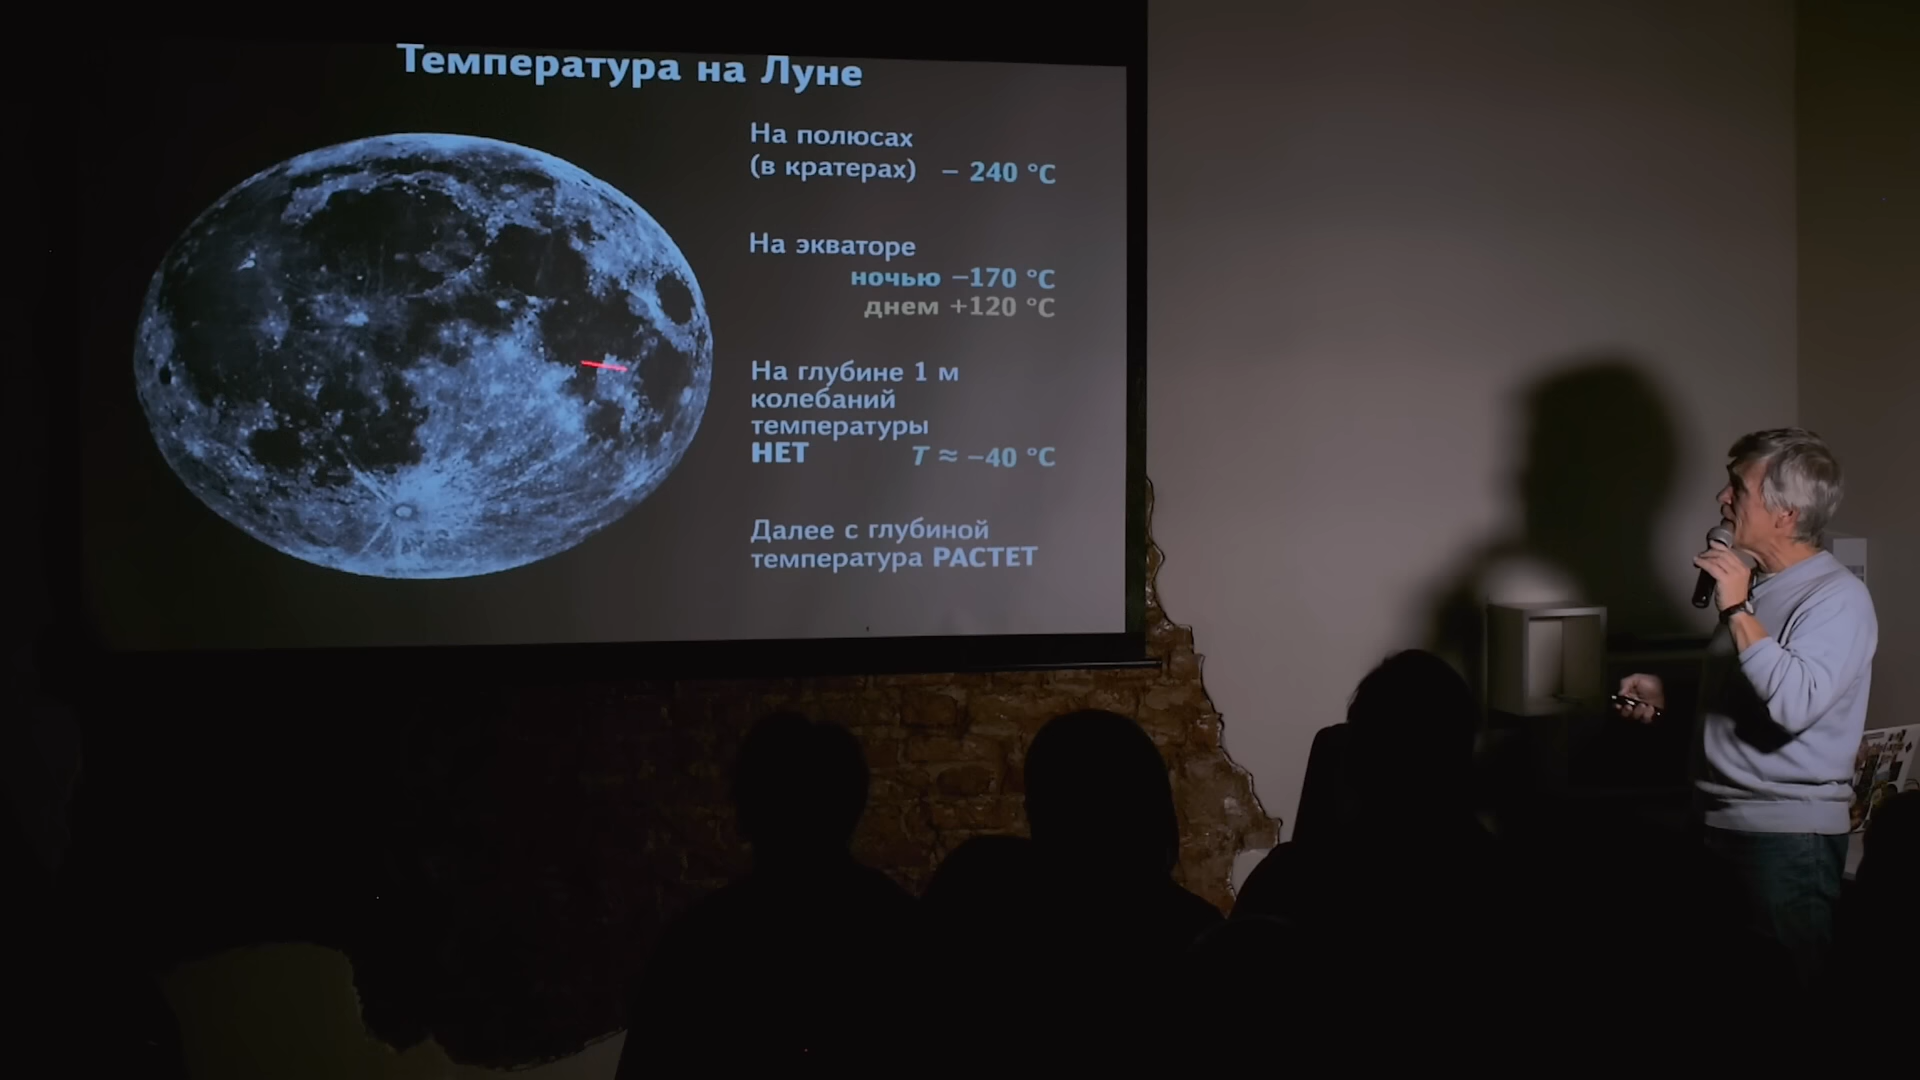 Температура на Луне
На полюсах
(в кратерах) – 240 °C
На экваторе
ночью –170 °C
днем +120 °C
На глубине 1 м
колебаний
температуры
НЕТ T ≈ –40 °C
Далее с глубиной
температура РАСТЕТ